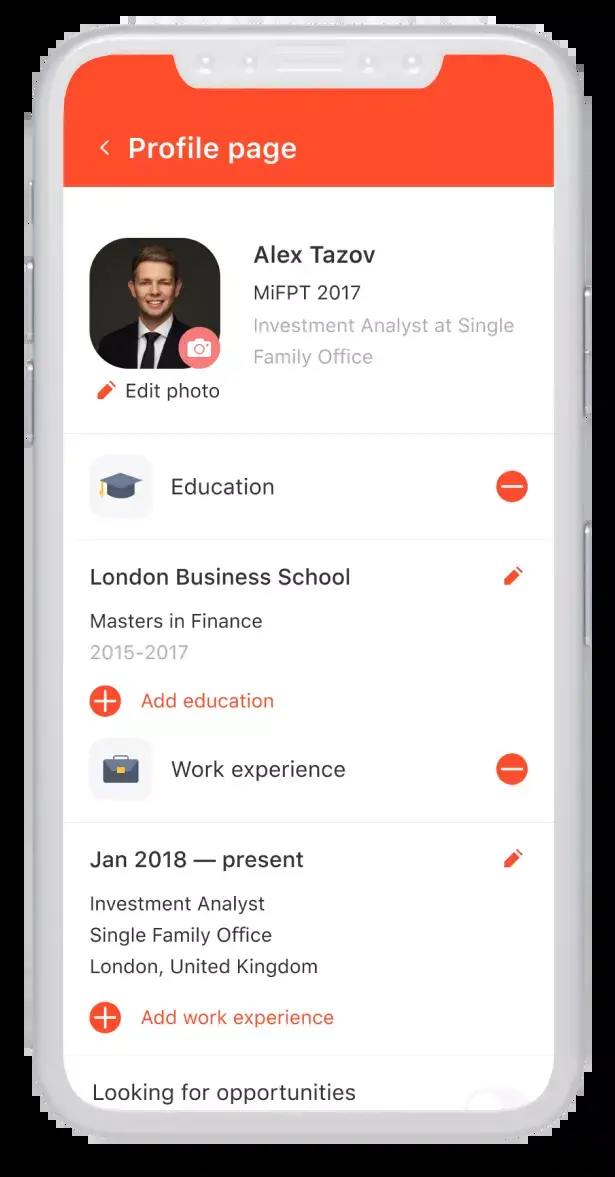 Profile page
Alex Tazov
MiFPT 2017
Investment Analyst at Single
Family Office
Edit photo
Education
London Business School
Masters in Finance
2015-2017
Add education
Work experience
Jan 2018 — present
Investment Analyst
Single Family Office
London, United Kingdom
Add work experience
Looking for opportunities